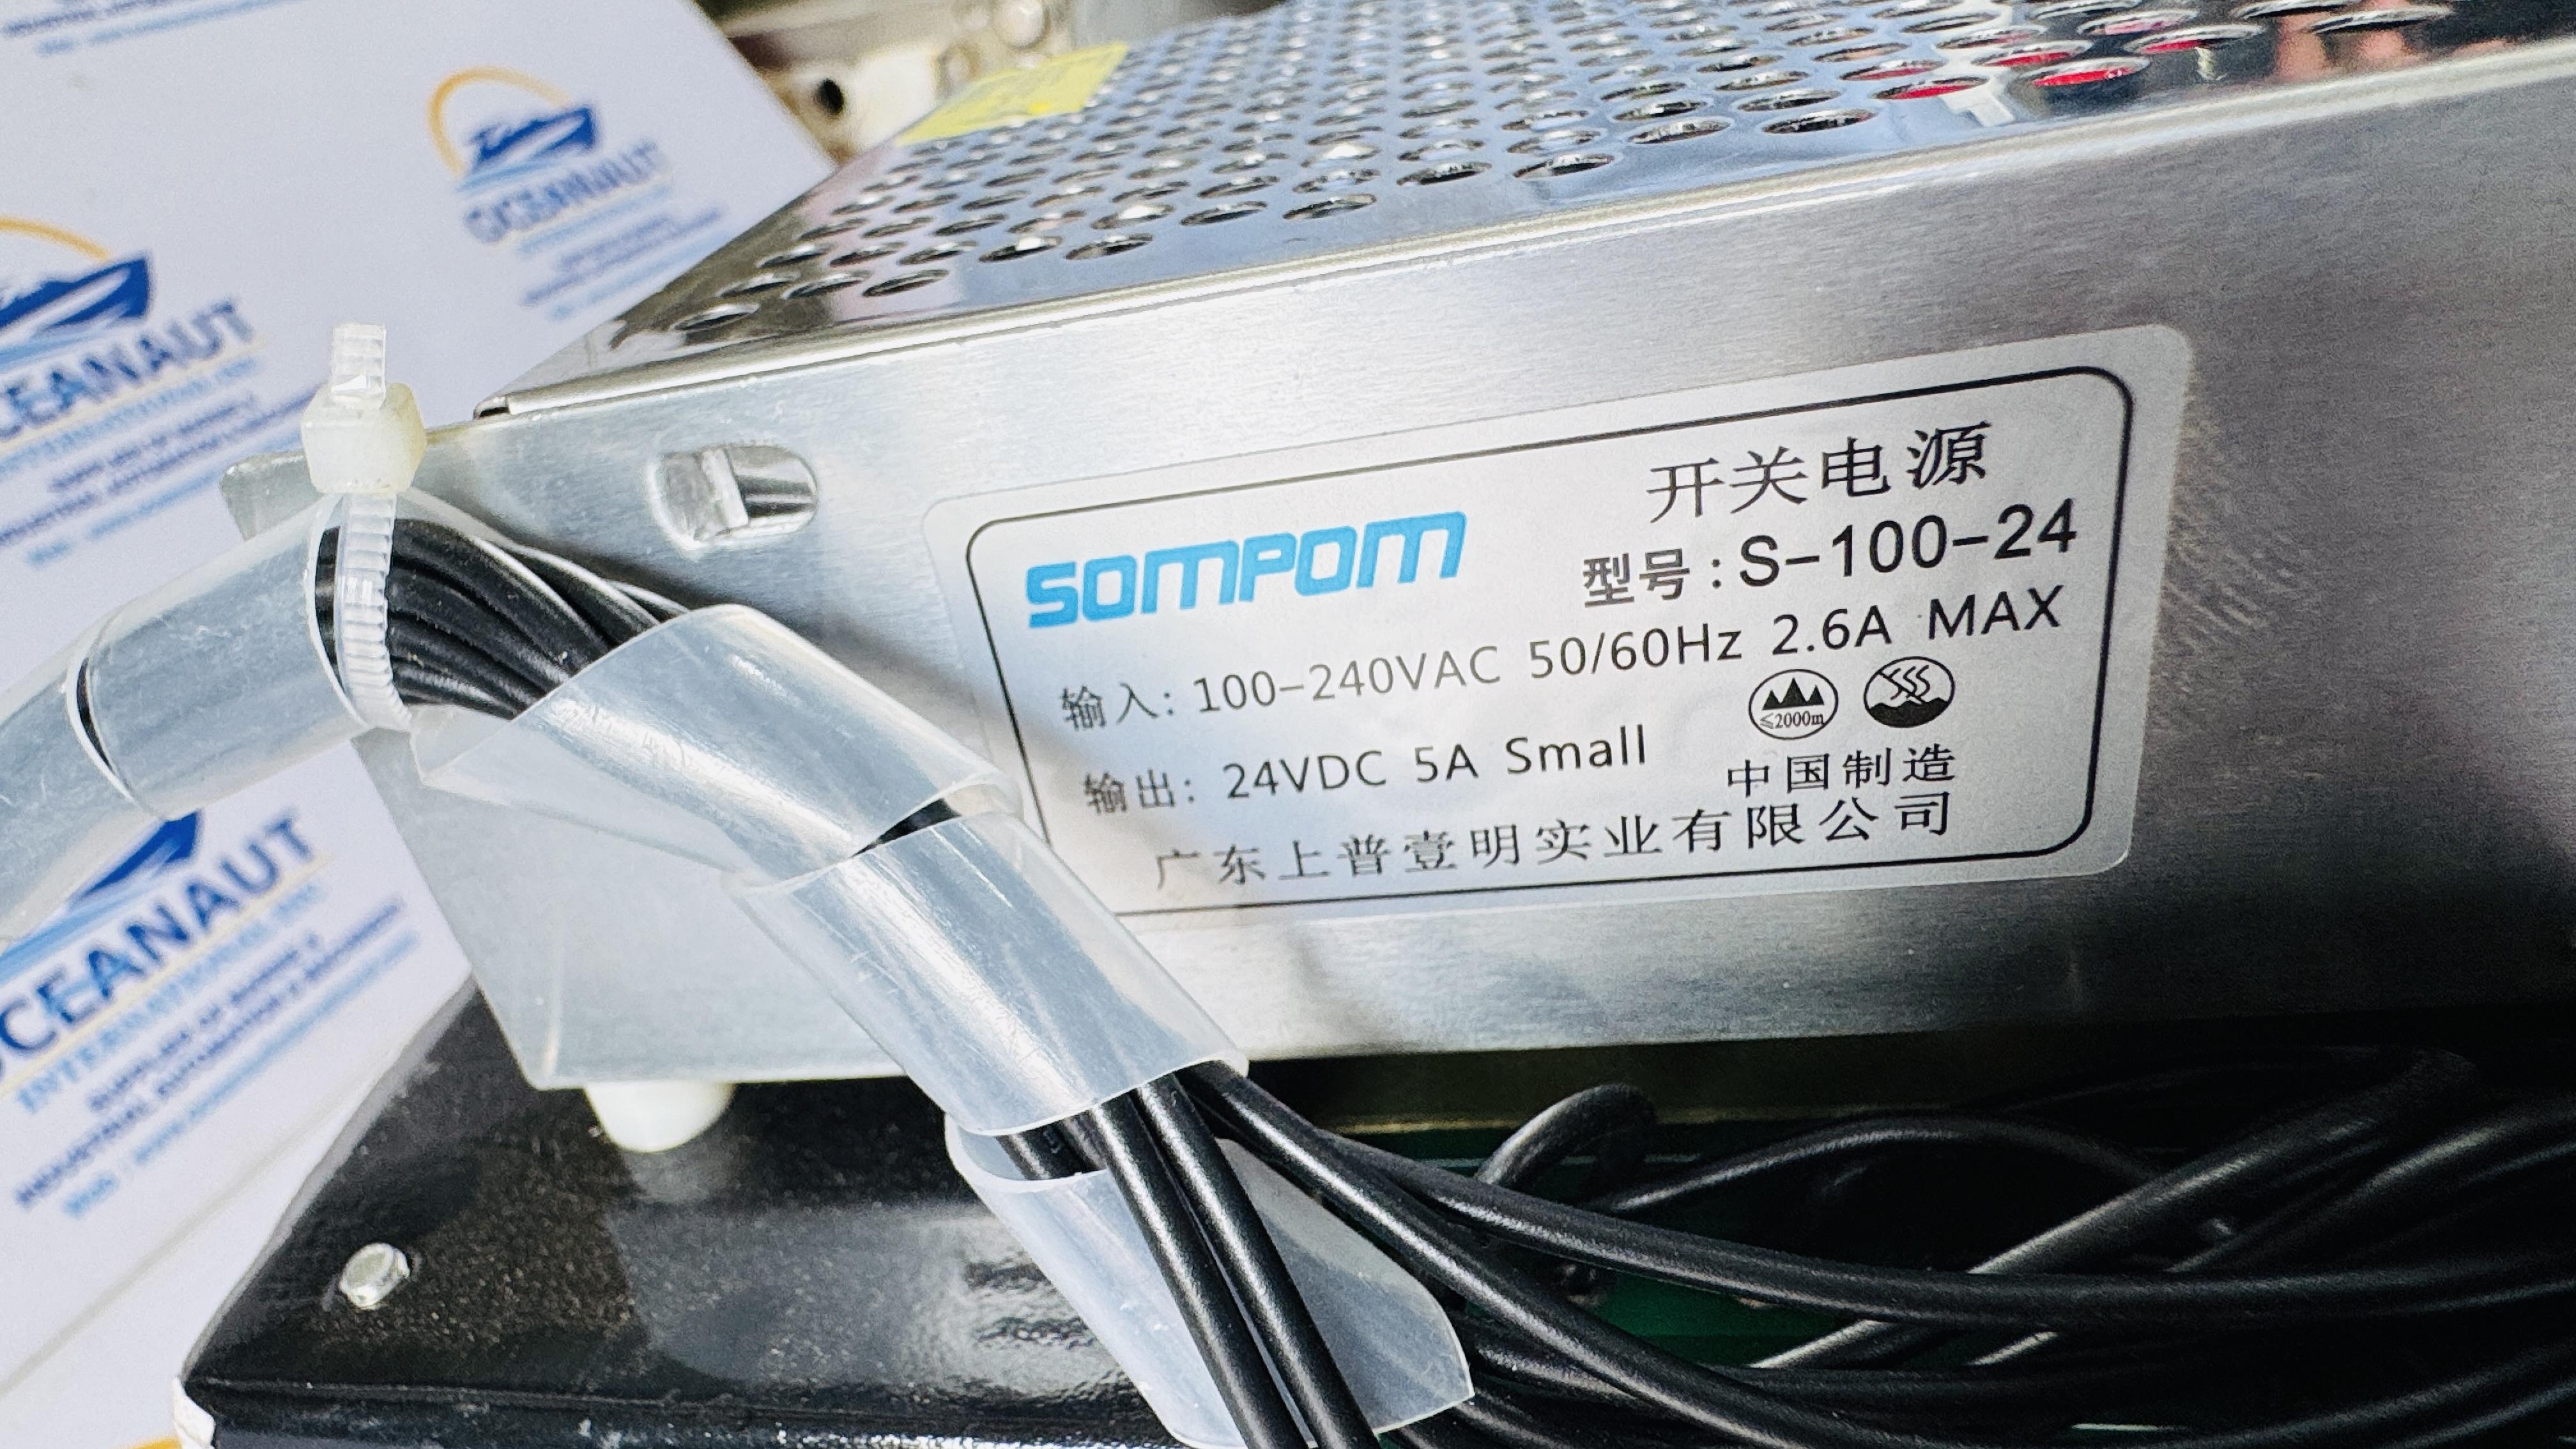 OCEANAUT
OCEANAUT
OCEANAUT
INTERNATIONAL
SOMPOM
开关电源
型号:S-100-24
输入: 100-240VAC 50/60Hz 2.6A MAX
≤2000m
输出: 24VDC 5A Small
中国制造
广东上普壹明实业有限公司